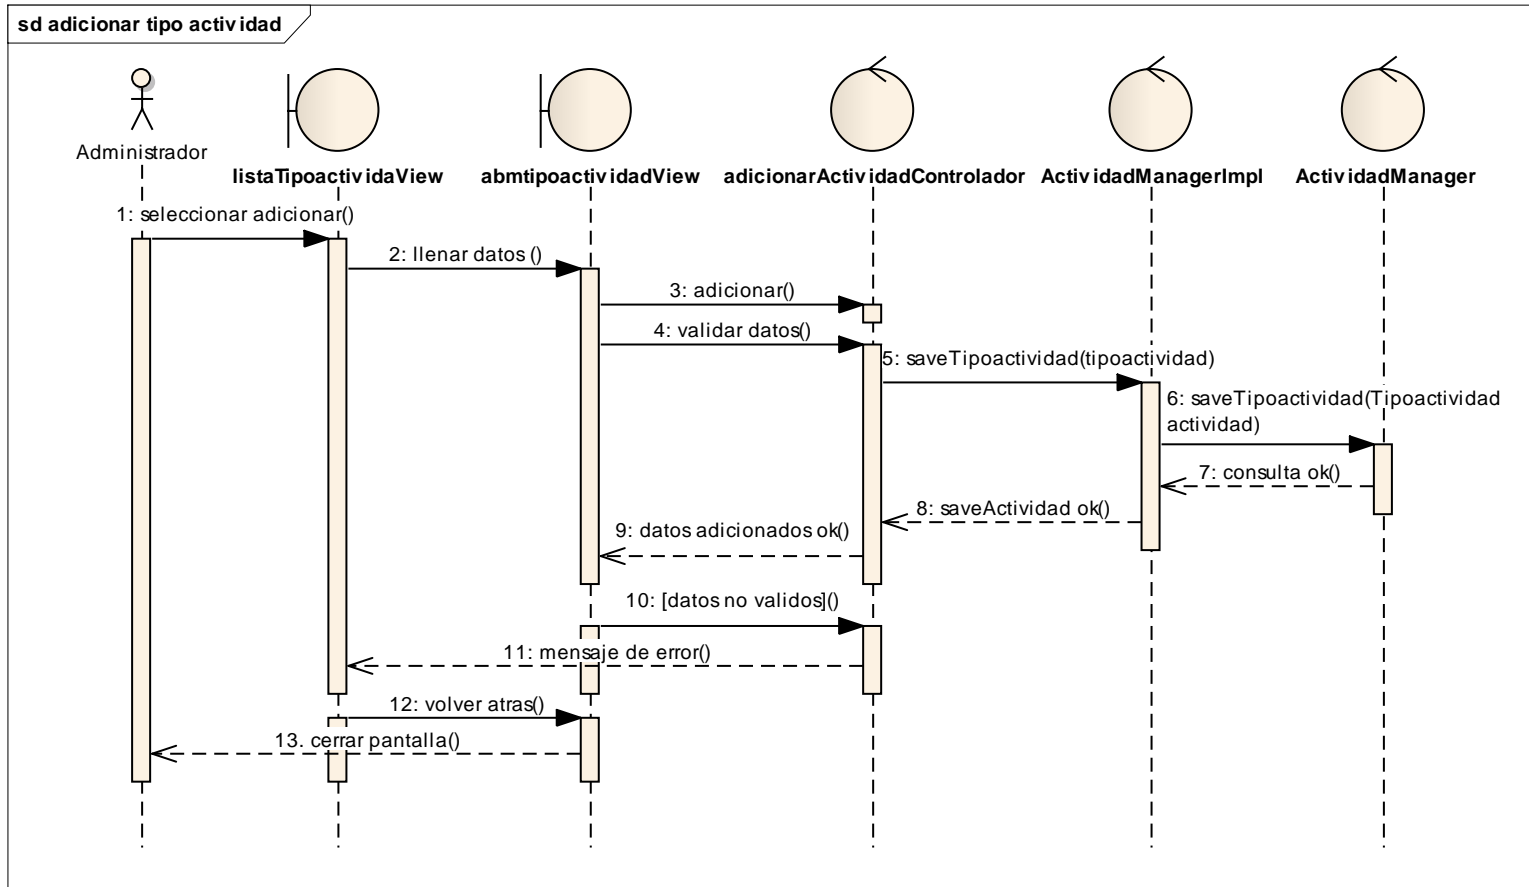 sd adicionar tipo actividad
Administrador
listaTipoactividaView
abmtipoactividadView
adicionarActividadControlador
ActividadManagerImpl
ActividadManager
1: seleccionar adicionar()
2: llenar datos ()
3: adicionar()
4: validar datos()
5: saveTipoactividad(tipoactividad)
6: saveTipoactividad(Tipoactividad
actividad)
7: consulta ok()
8: saveActividad ok()
9: datos adicionados ok()
10: [datos no validos]()
11: mensaje de error()
12: volver atras()
13. cerrar pantalla()